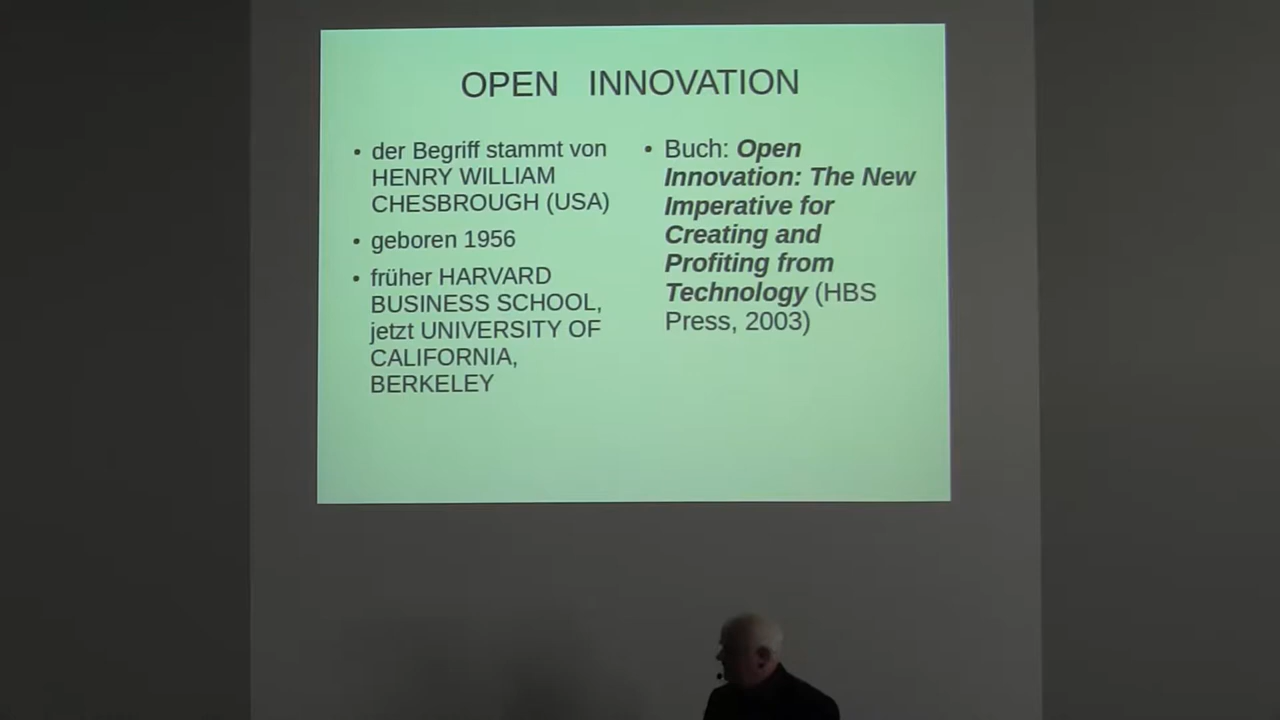 OPEN INNOVATION
• der Begriff stammt von
HENRY WILLIAM
CHESBROUGH (USA)
• geboren 1956
• früher HARVARD
BUSINESS SCHOOL,
jetzt UNIVERSITY OF
CALIFORNIA,
BERKELEY
• Buch: Open
Innovation: The New
Imperative for
Creating and
Profiting from
Technology (HBS
Press, 2003)